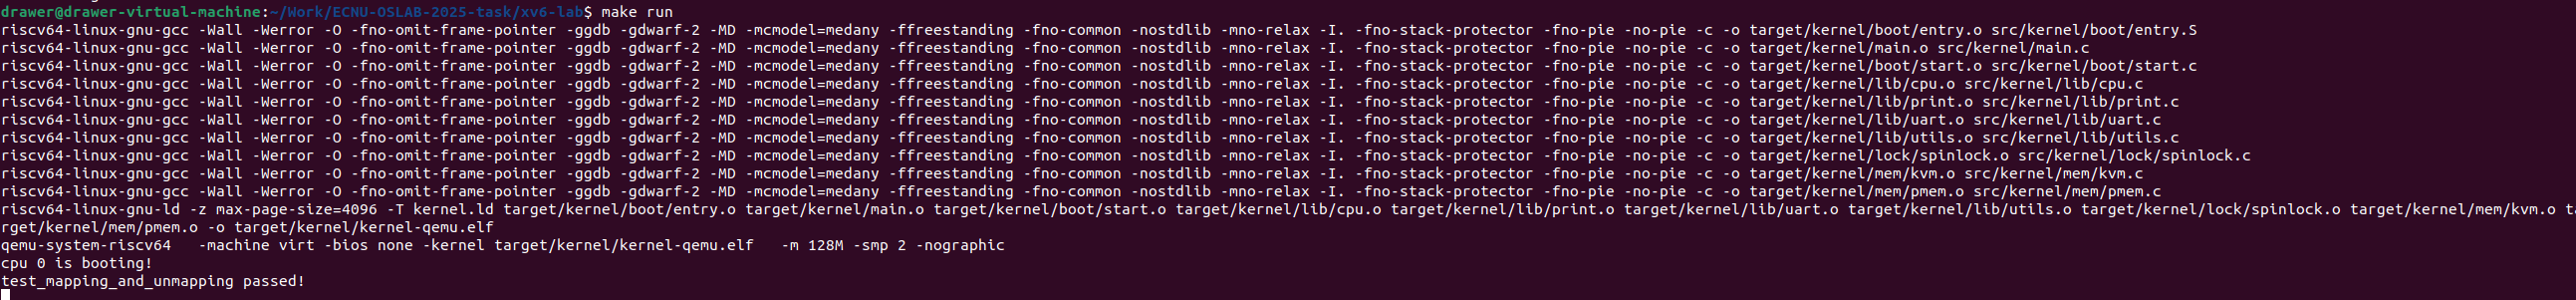 drawer@drawer-virtual-machine:~/Work/ECNU-OSLAB-2025-task/xv6-lab$ make run
riscv64-linux-gnu-gcc -Wall -Werror -O -fno-omit-frame-pointer -ggdb -gdwarf-2 -MD -mcmodel=medany -ffreestanding -fno-common -nostdlib -mno-relax -I. -fno-stack-protector -fno-pie -no-pie -c -o target/kernel/boot/entry.o src/kernel/boot/entry.S
riscv64-linux-gnu-gcc -Wall -Werror -O -fno-omit-frame-pointer -ggdb -gdwarf-2 -MD -mcmodel=medany -ffreestanding -fno-common -nostdlib -mno-relax -I. -fno-stack-protector -fno-pie -no-pie -c -o target/kernel/main.o src/kernel/main.c
riscv64-linux-gnu-gcc -Wall -Werror -O -fno-omit-frame-pointer -ggdb -gdwarf-2 -MD -mcmodel=medany -ffreestanding -fno-common -nostdlib -mno-relax -I. -fno-stack-protector -fno-pie -no-pie -c -o target/kernel/boot/start.o src/kernel/boot/start.c
riscv64-linux-gnu-gcc -Wall -Werror -O -fno-omit-frame-pointer -ggdb -gdwarf-2 -MD -mcmodel=medany -ffreestanding -fno-common -nostdlib -mno-relax -I. -fno-stack-protector -fno-pie -no-pie -c -o target/kernel/lib/cpu.o src/kernel/lib/cpu.c
riscv64-linux-gnu-gcc -Wall -Werror -O -fno-omit-frame-pointer -ggdb -gdwarf-2 -MD -mcmodel=medany -ffreestanding -fno-common -nostdlib -mno-relax -I. -fno-stack-protector -fno-pie -no-pie -c -o target/kernel/lib/print.o src/kernel/lib/print.c
riscv64-linux-gnu-gcc -Wall -Werror -O -fno-omit-frame-pointer -ggdb -gdwarf-2 -MD -mcmodel=medany -ffreestanding -fno-common -nostdlib -mno-relax -I. -fno-stack-protector -fno-pie -no-pie -c -o target/kernel/lib/uart.o src/kernel/lib/uart.c
riscv64-linux-gnu-gcc -Wall -Werror -O -fno-omit-frame-pointer -ggdb -gdwarf-2 -MD -mcmodel=medany -ffreestanding -fno-common -nostdlib -mno-relax -I. -fno-stack-protector -fno-pie -no-pie -c -o target/kernel/lib/utils.o src/kernel/lib/utils.c
riscv64-linux-gnu-gcc -Wall -Werror -O -fno-omit-frame-pointer -ggdb -gdwarf-2 -MD -mcmodel=medany -ffreestanding -fno-common -nostdlib -mno-relax -I. -fno-stack-protector -fno-pie -no-pie -c -o target/kernel/lock/spinlock.o src/kernel/lock/spinlock.c
riscv64-linux-gnu-gcc -Wall -Werror -O -fno-omit-frame-pointer -ggdb -gdwarf-2 -MD -mcmodel=medany -ffreestanding -fno-common -nostdlib -mno-relax -I. -fno-stack-protector -fno-pie -no-pie -c -o target/kernel/mem/kvm.o src/kernel/mem/kvm.c
riscv64-linux-gnu-gcc -Wall -Werror -O -fno-omit-frame-pointer -ggdb -gdwarf-2 -MD -mcmodel=medany -ffreestanding -fno-common -nostdlib -mno-relax -I. -fno-stack-protector -fno-pie -no-pie -c -o target/kernel/mem/pmem.o src/kernel/mem/pmem.c
riscv64-linux-gnu-ld -z max-page-size=4096 -T kernel.ld target/kernel/boot/entry.o target/kernel/main.o target/kernel/boot/start.o target/kernel/lib/cpu.o target/kernel/lib/print.o target/kernel/lib/uart.o target/kernel/lib/utils.o target/kernel/lock/spinlock.o target/kernel/mem/kvm.o ta
rget/kernel/mem/pmem.o -o target/kernel/kernel-qemu.elf
qemu-system-riscv64   -machine virt -bios none -kernel target/kernel/kernel-qemu.elf   -m 128M -smp 2 -nographic
cpu 0 is booting!
test_mapping_and_unmapping passed!